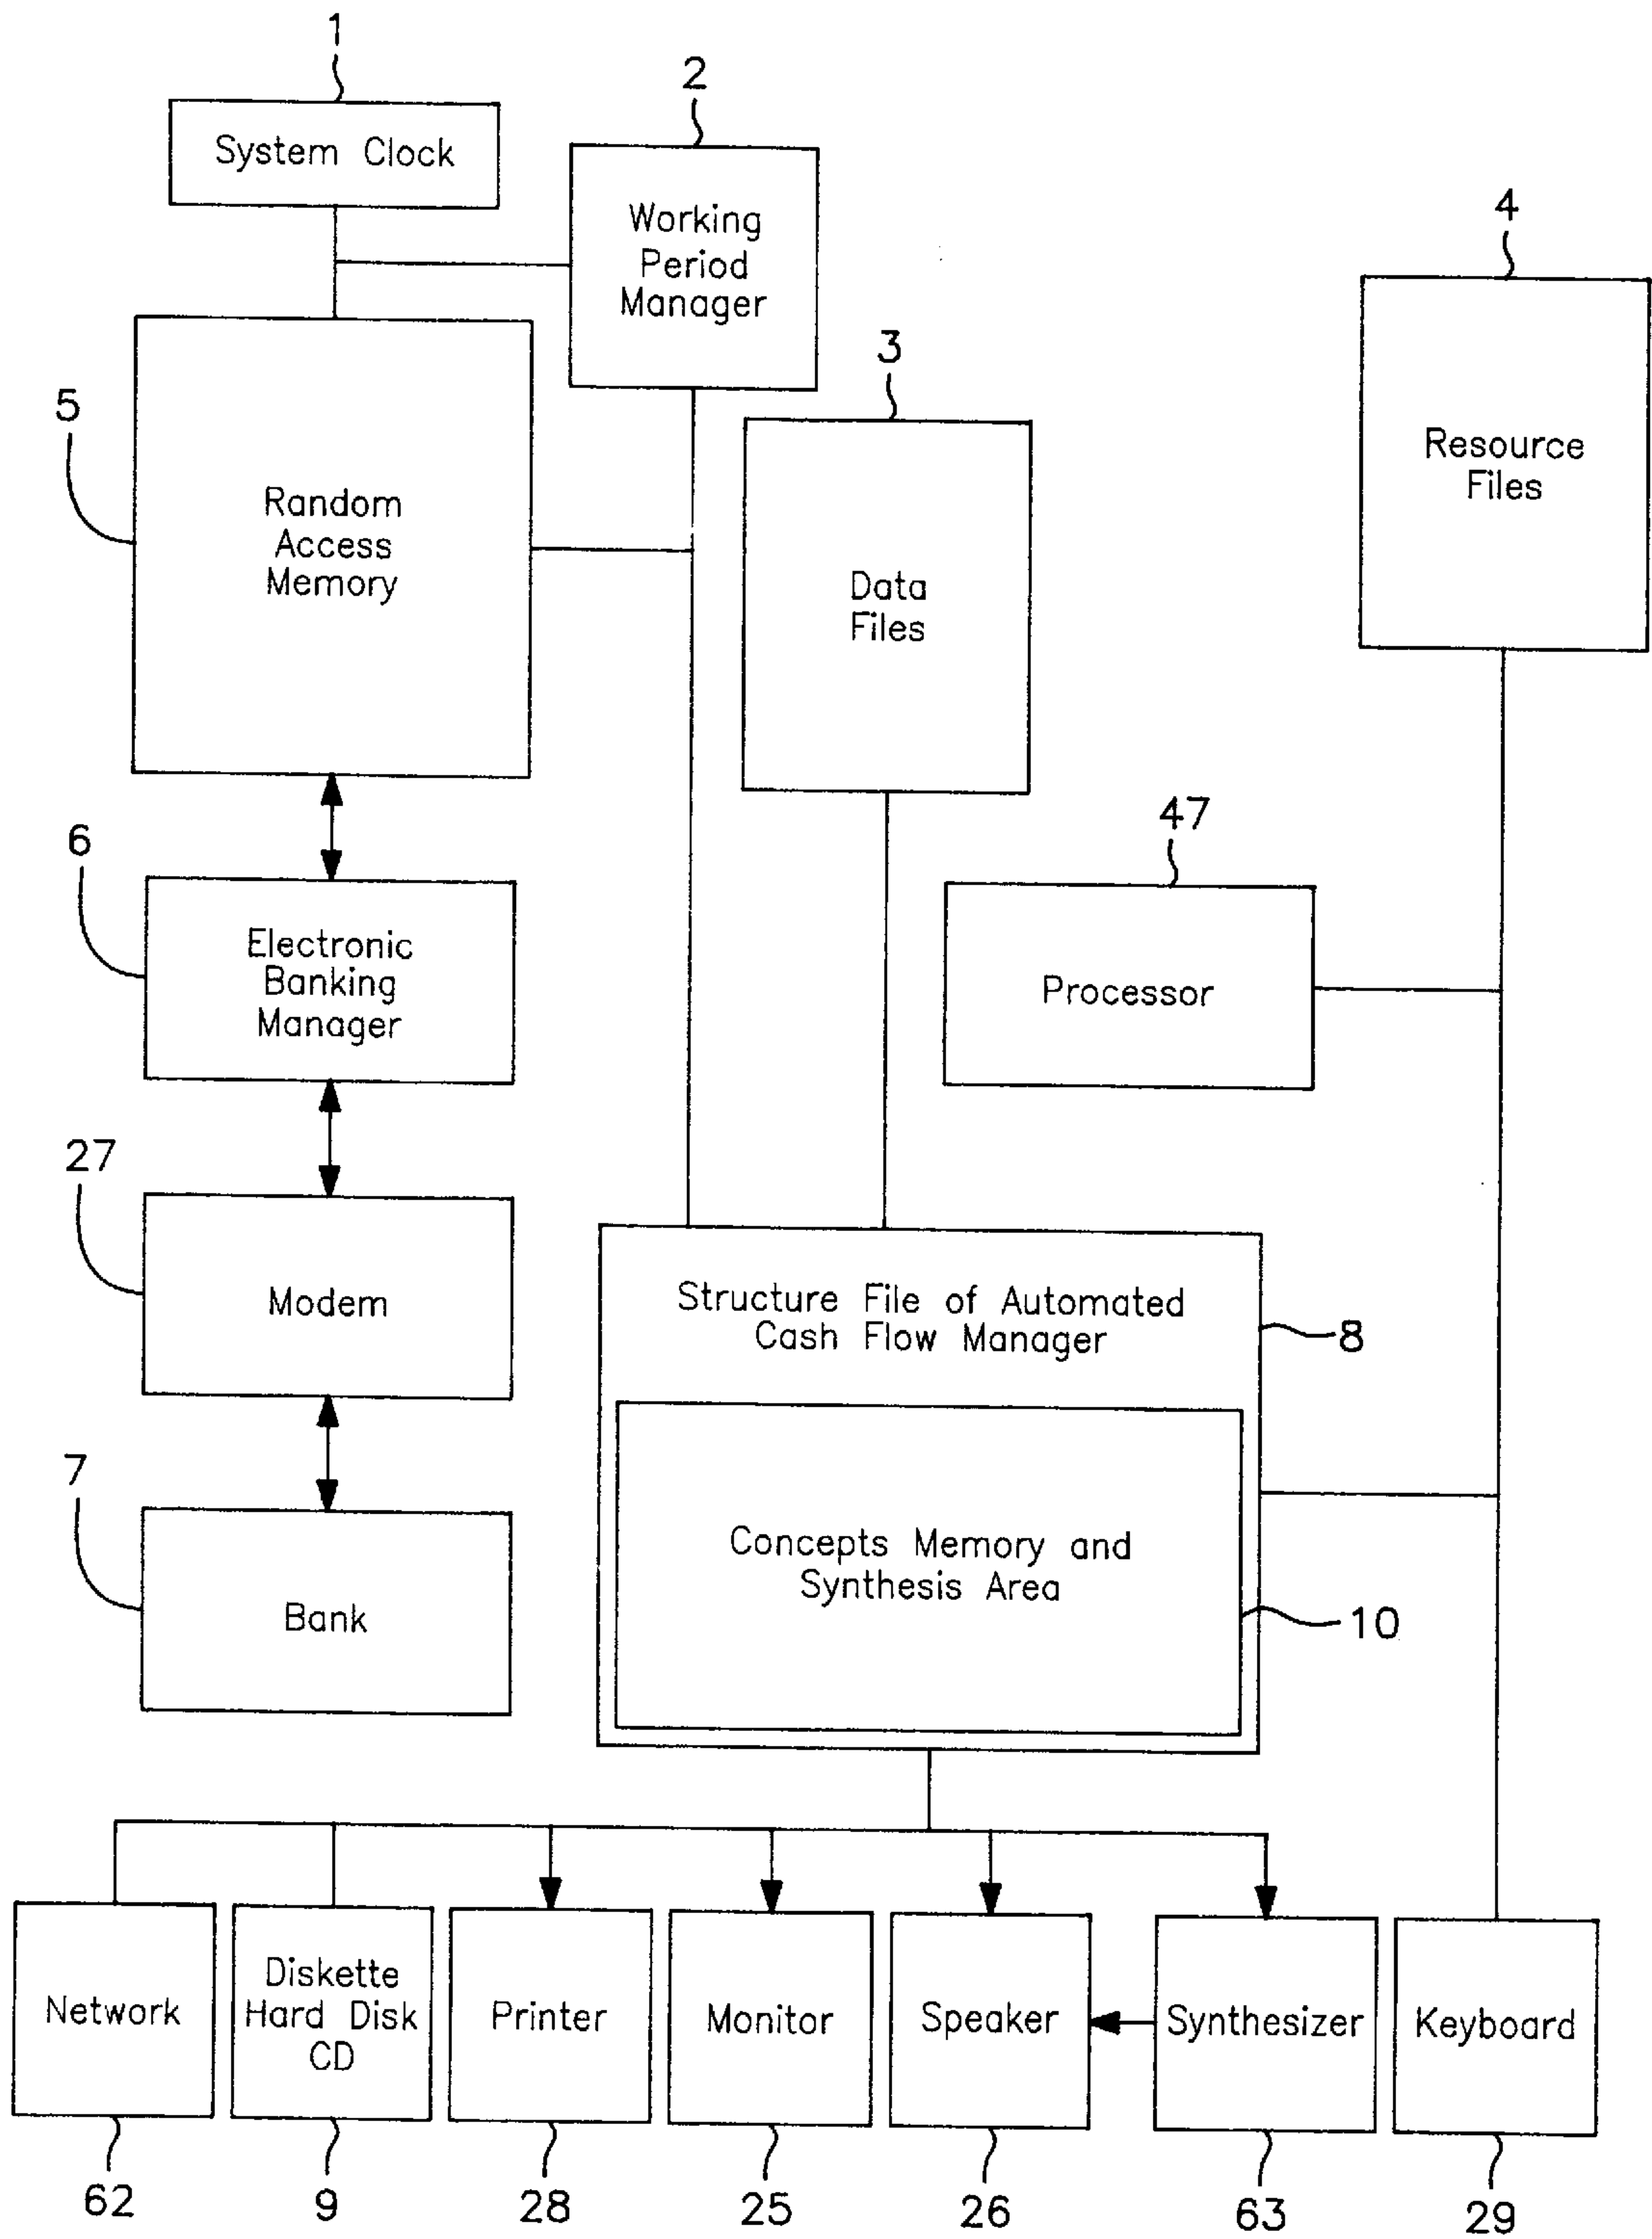 1
System Clock
2
Working
Period
Manager
3
4
Resource
Files
5
Random
Access
Memory
Data
Files
6
Electronic
Banking
Manager
47
Processor
27
Modem
Structure File of Automated
Cash Flow Manager
8
7
Bank
Concepts Memory and
Synthesis Area
10
Network
Diskette
Hard Disk
CD
Printer
Monitor
Speaker
Synthesizer
Keyboard
62
9
28
25
26
63
29